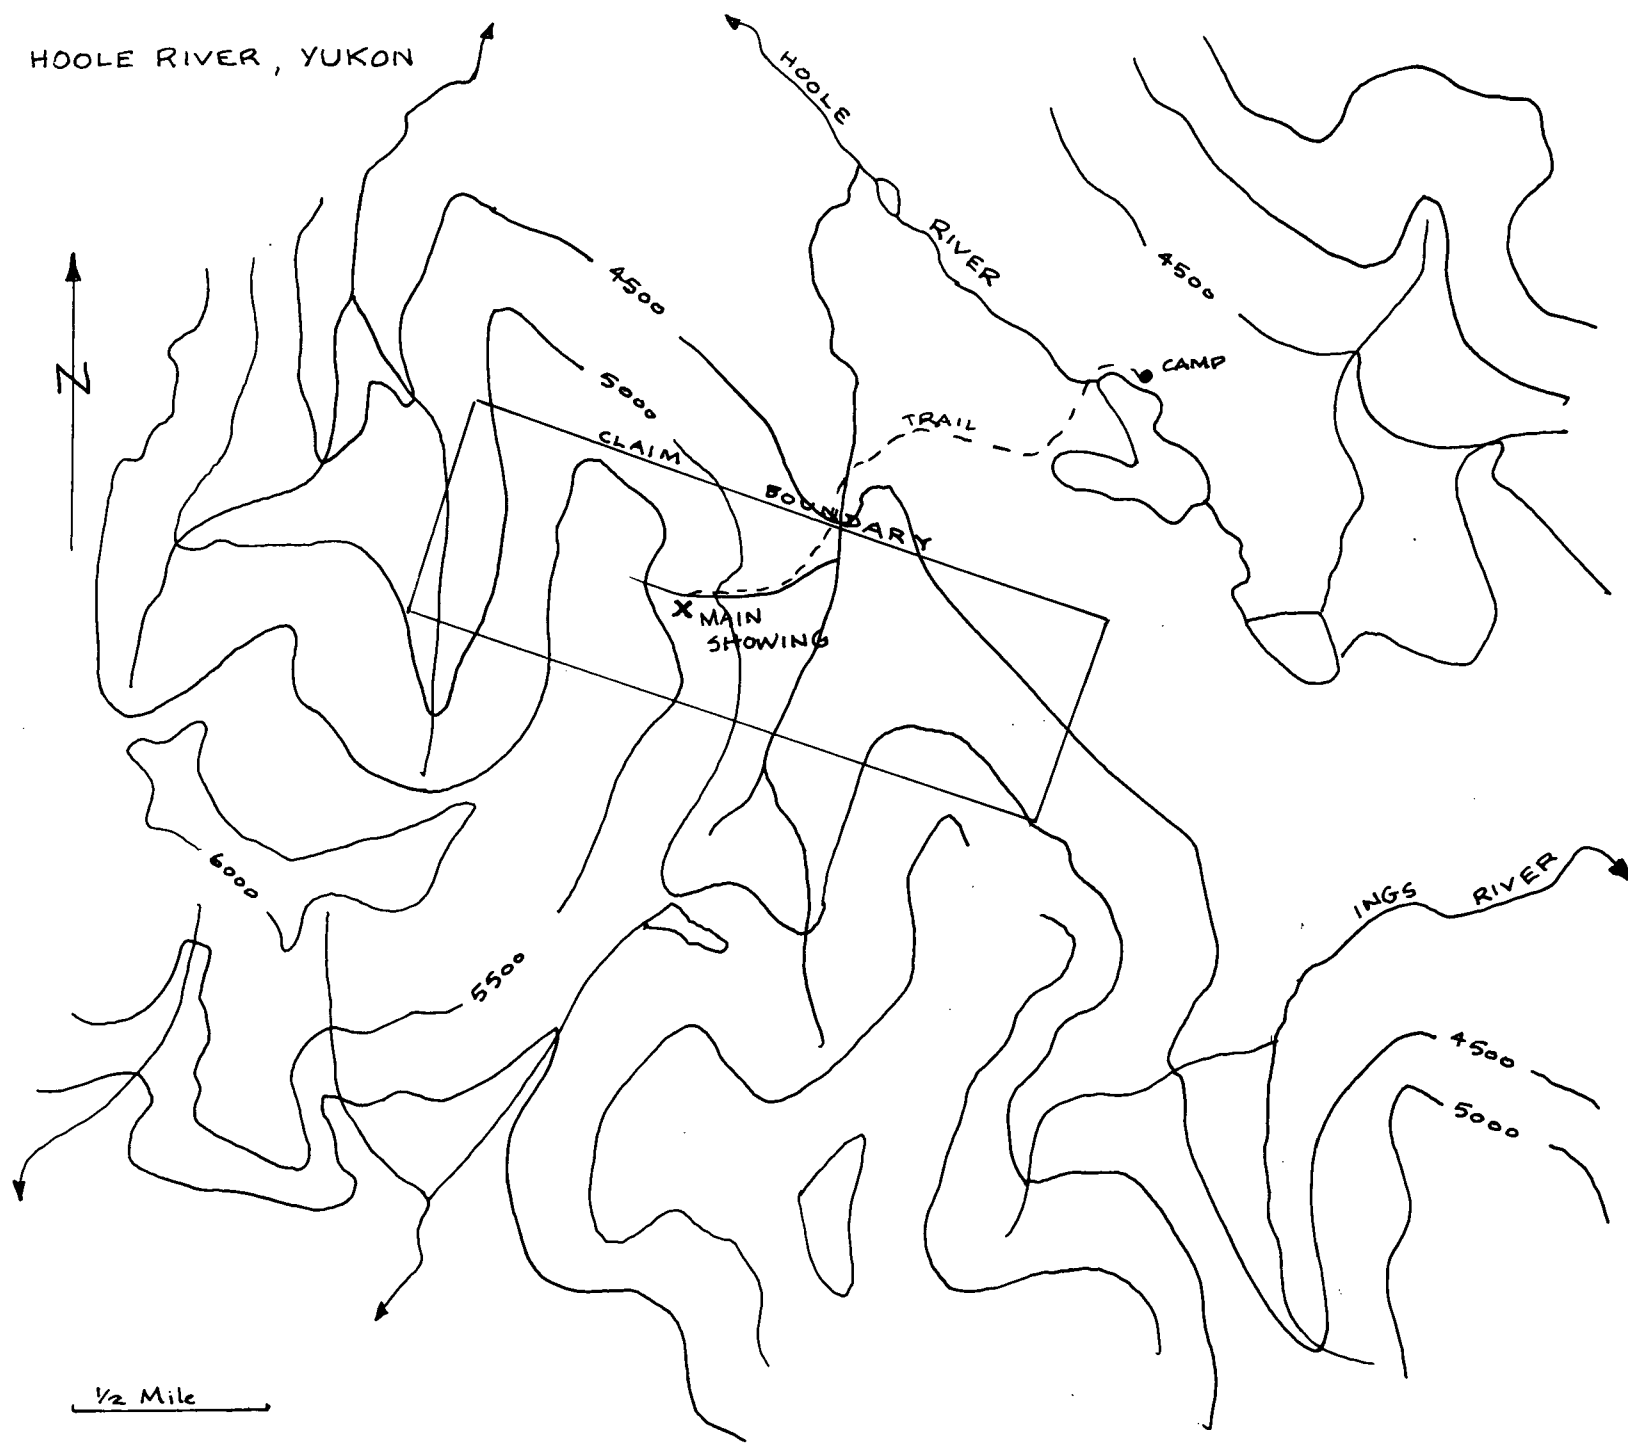 HOOLE RIVER, YUKON
HOOLE
RIVER
4500
4500
N
CAMP
5000
TRAIL
CLAIM
BOUNDARY
MAIN
SHOWING
6000
INGS RIVER
5500
4500
5000
1/2 Mile